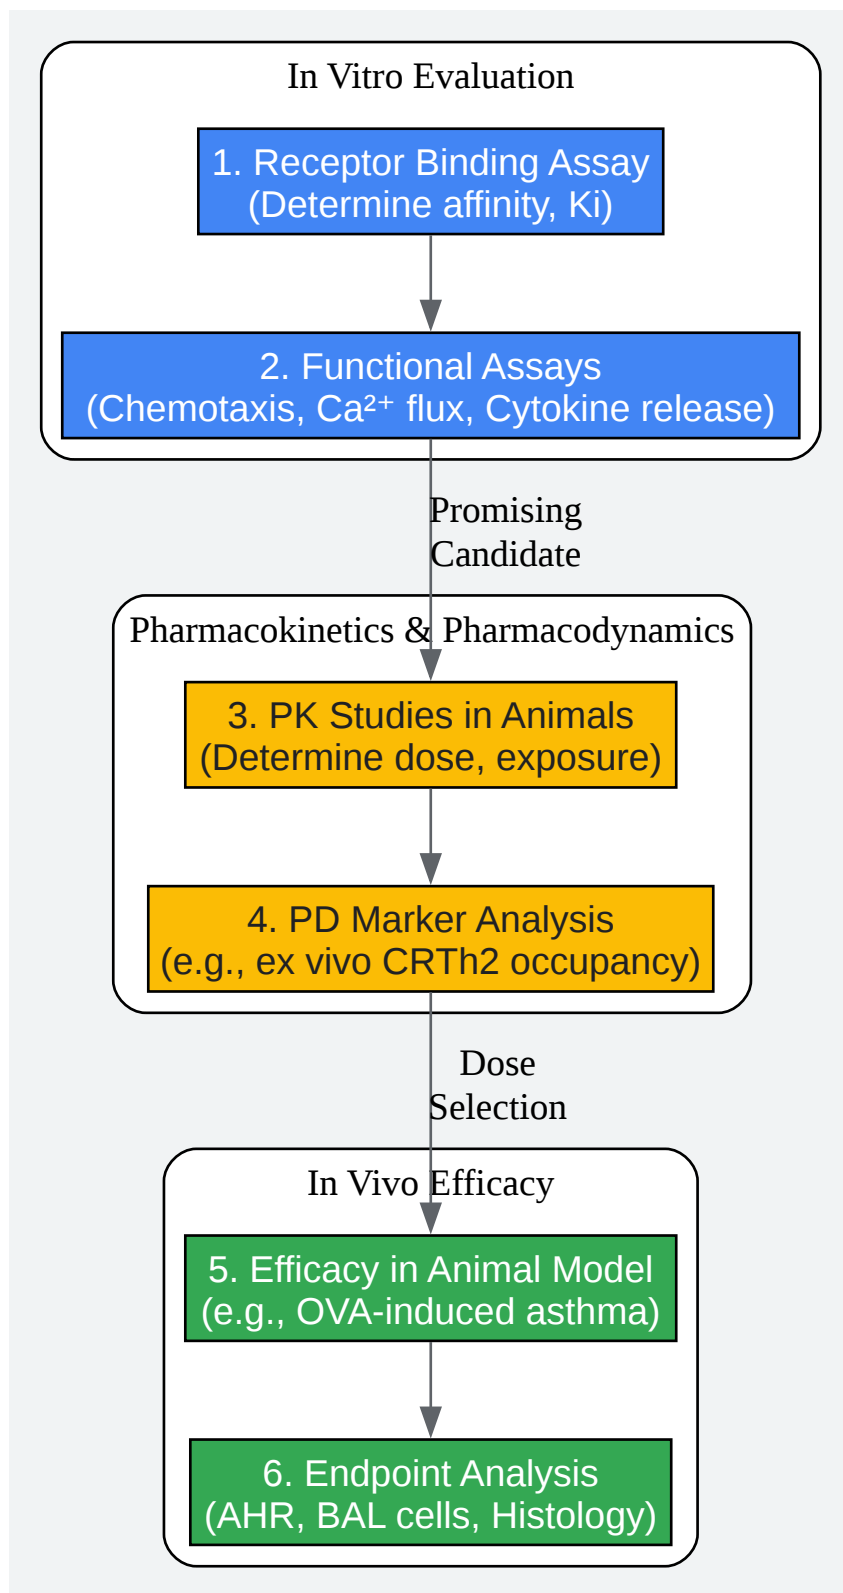 In Vitro Evaluation
1. Receptor Binding Assay
(Determine affinity, Ki)
2. Functional Assays
(Chemotaxis, Ca²⁺ flux, Cytokine release)
Promising
Candidate
Pharmacokinetics & Pharmacodynamics
3. PK Studies in Animals
(Determine dose, exposure)
4. PD Marker Analysis
(e.g., ex vivo CRTh2 occupancy)
Dose
Selection
In Vivo Efficacy
5. Efficacy in Animal Model
(e.g., OVA-induced asthma)
6. Endpoint Analysis
(AHR, BAL cells, Histology)